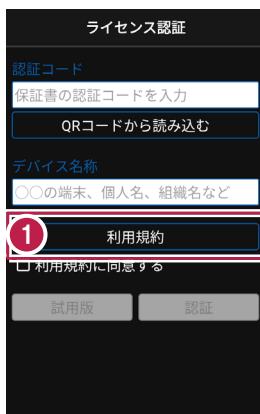 ライセンス認証
認証コード
保証書の認証コードを入力
QRコードから読み込む
デバイス名称
○○の端末、個人名、組織名など
1
利用規約
利用規約に同意する
試用版
認証